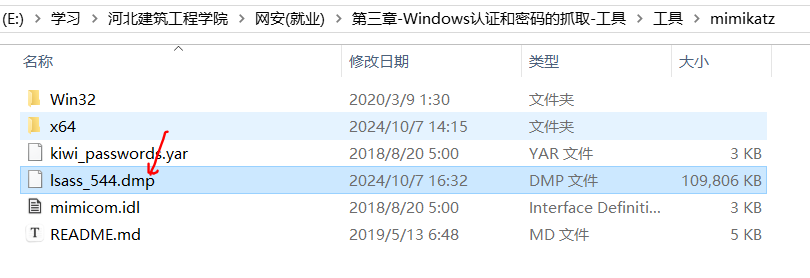 (E:) > 学习 > 河北建筑工程学院 > 网安(就业) > 第三章-Windows认证和密码的抓取-工具 > 工具 > mimikatz
名称 修改日期 类型 大小
Win32 2020/3/9 1:30 文件夹
x64 2024/10/7 14:15 文件夹
kiwi_passwords.yar 2018/8/20 5:00 YAR 文件 3 KB
lsass_544.dmp 2024/10/7 16:32 DMP 文件 109,806 KB
mimicom.idl 2018/8/20 5:00 Interface Definiti... 3 KB
T README.md 2019/5/13 6:48 MD 文件 5 KB